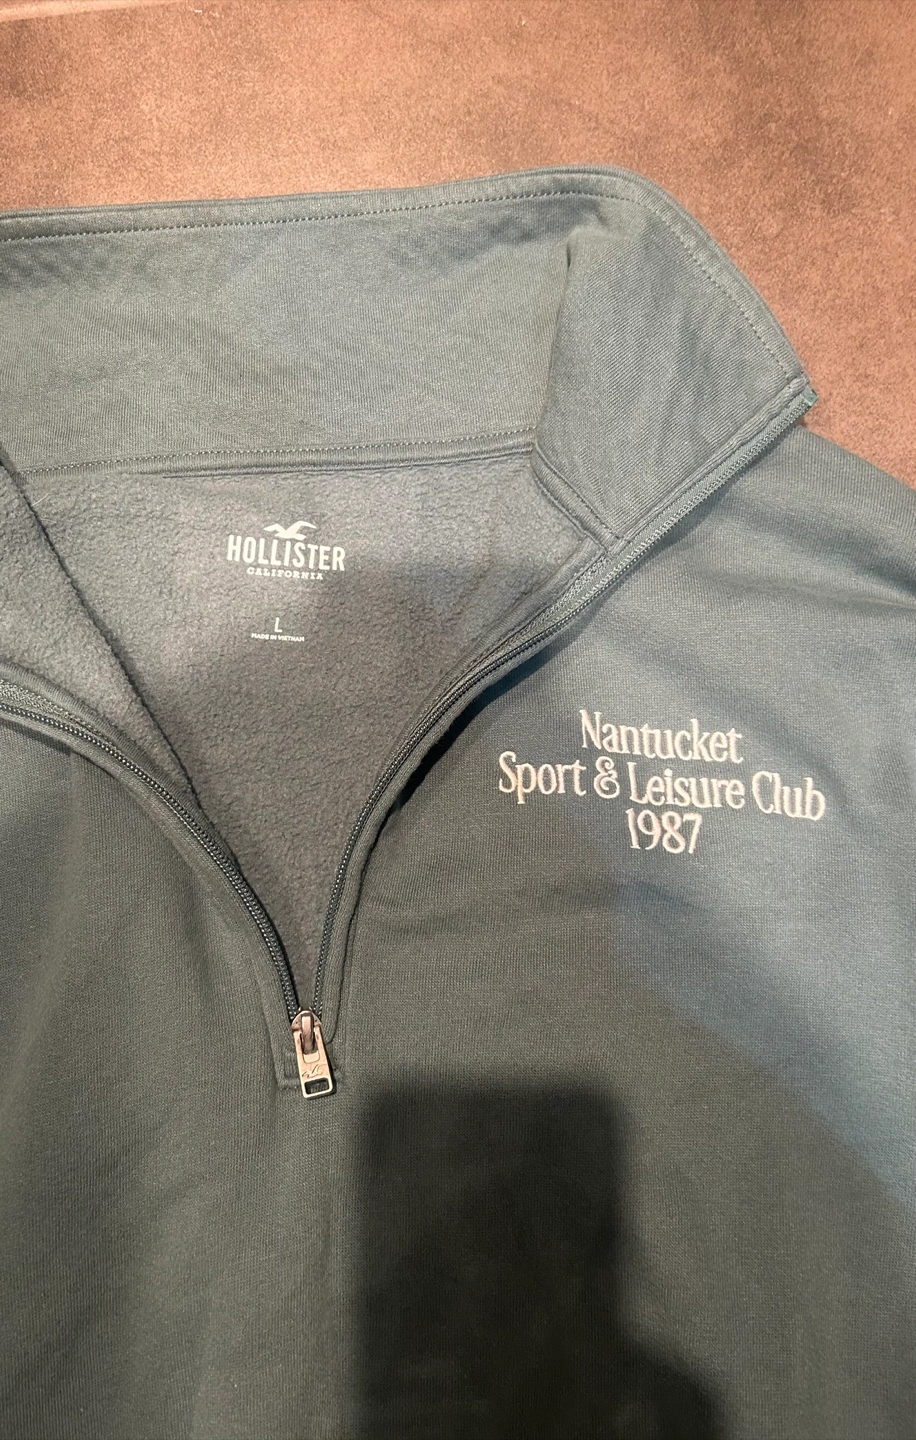 HOLLISTER
CALIFORNIA
L
MADE IN VIETNAM
Nantucket
Sport & Leisure Club
1987